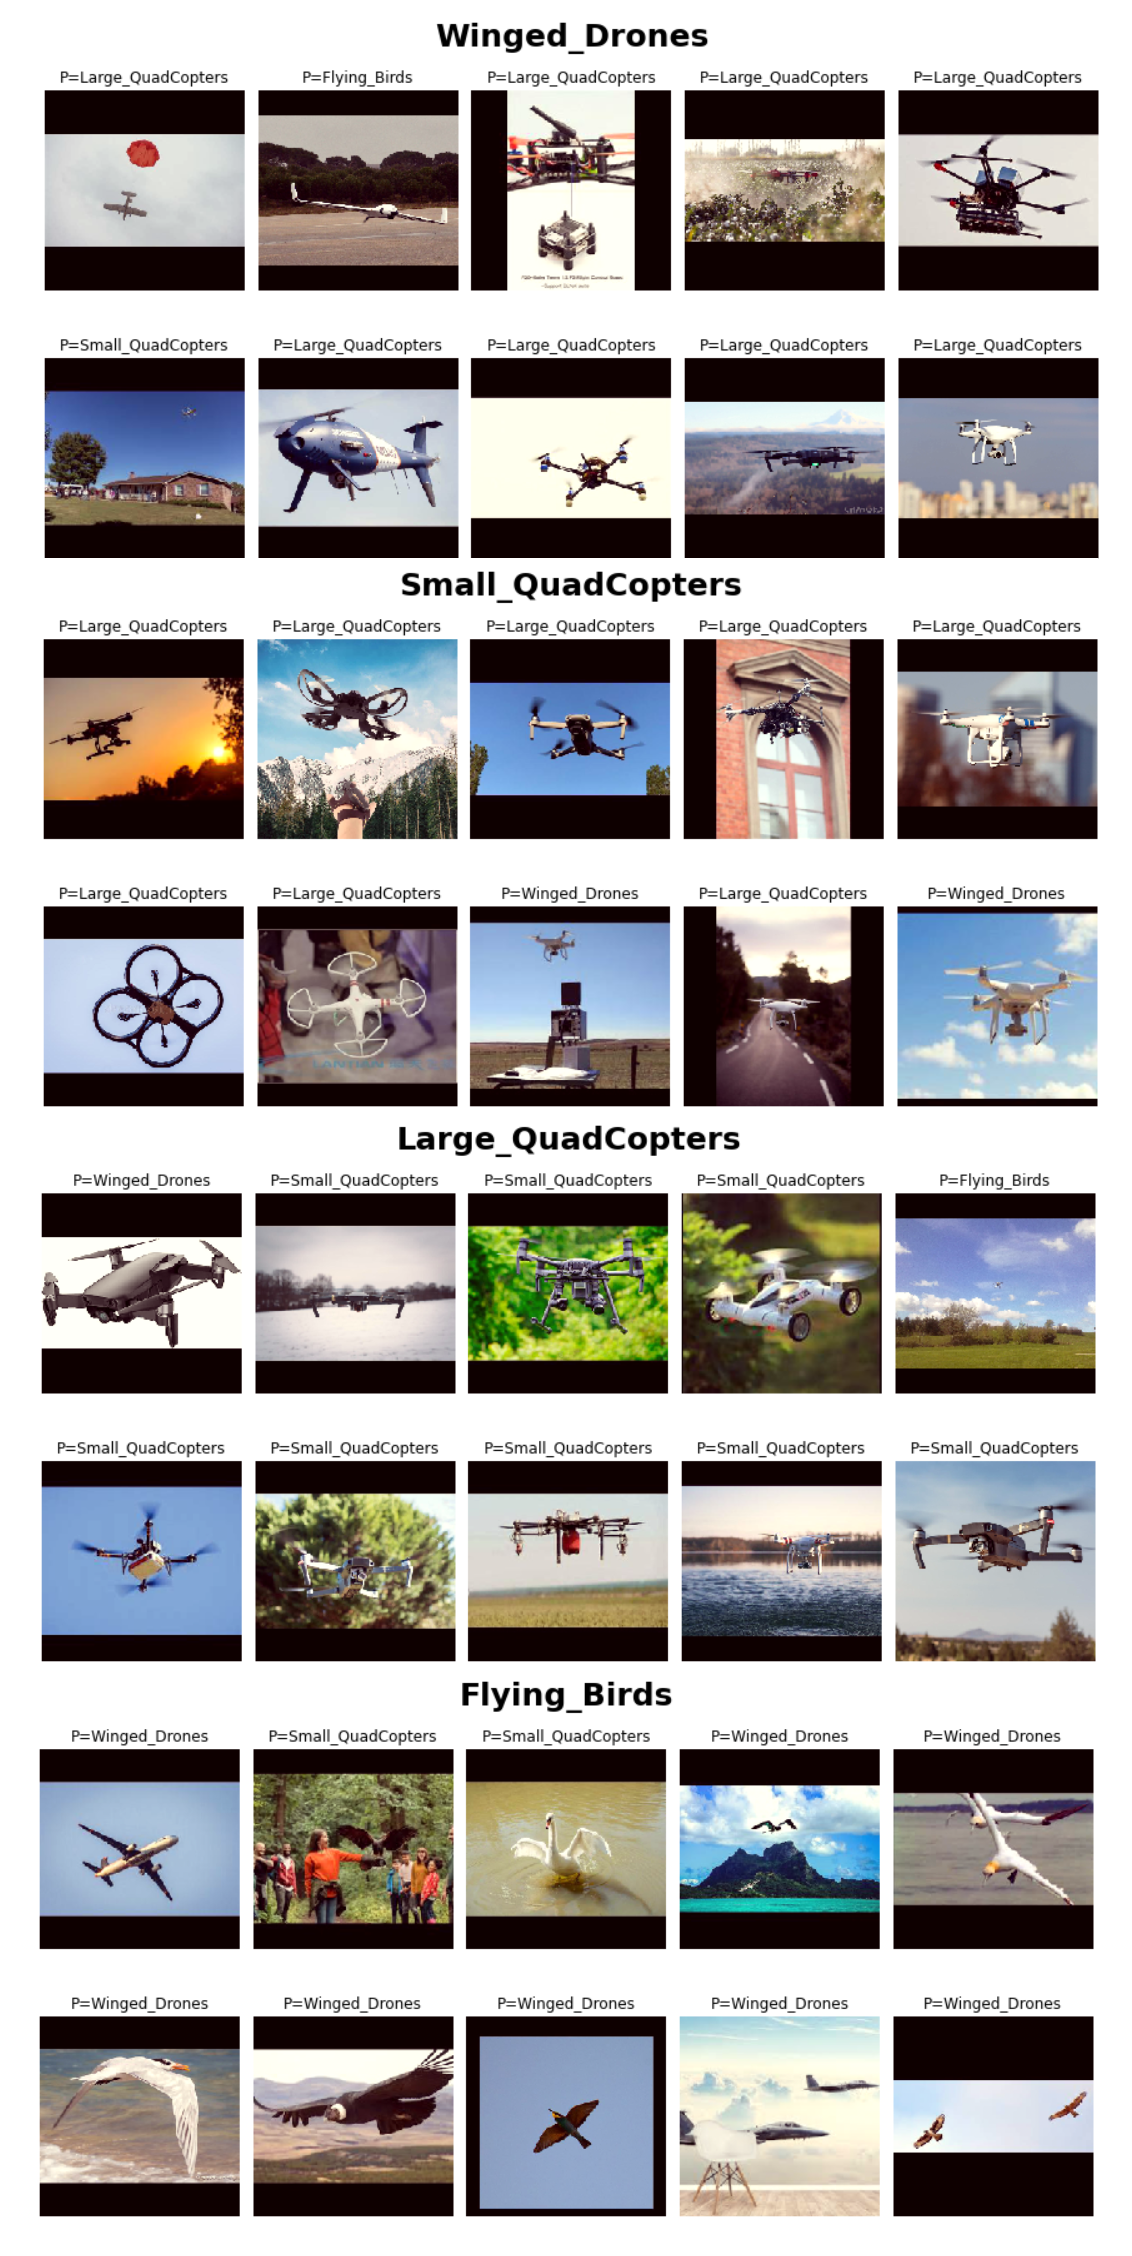 Winged_Drones
P=Large_QuadCopters P=Flying_Birds P=Large_QuadCopters P=Large_QuadCopters P=Large_QuadCopters
P=Small_QuadCopters P=Large_QuadCopters P=Large_QuadCopters P=Large_QuadCopters P=Large_QuadCopters
Small_QuadCopters
P=Large_QuadCopters P=Large_QuadCopters P=Large_QuadCopters P=Large_QuadCopters P=Large_QuadCopters
P=Large_QuadCopters P=Large_QuadCopters P=Winged_Drones P=Large_QuadCopters P=Winged_Drones
Large_QuadCopters
P=Winged_Drones P=Small_QuadCopters P=Small_QuadCopters P=Small_QuadCopters P=Flying_Birds
P=Small_QuadCopters P=Small_QuadCopters P=Small_QuadCopters P=Small_QuadCopters P=Small_QuadCopters
Flying_Birds
P=Winged_Drones P=Small_QuadCopters P=Small_QuadCopters P=Winged_Drones P=Winged_Drones
P=Winged_Drones P=Winged_Drones P=Winged_Drones P=Winged_Drones P=Winged_Drones